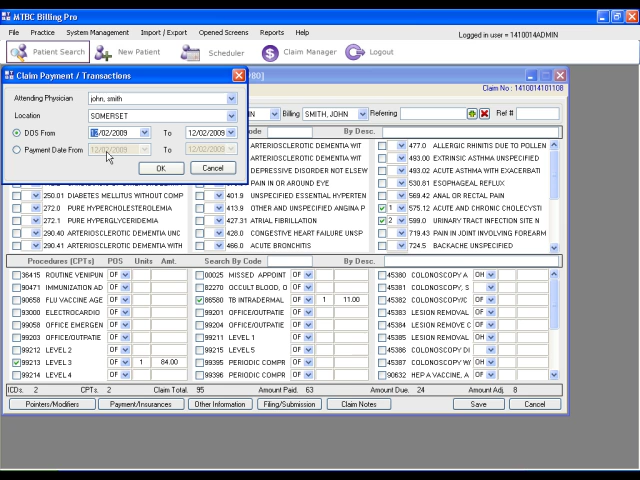 MTBC Billing Pro
File Practice System Management Import / Export Opened Screens Reports Help
Logged in user = 1410014ADMIN
Patient Search New Patient Scheduler Claim Manager Logout
Claim Payment / Transactions
Claim No : 1410014101108
Attending Physician john, smith
Location SOMERSET
DOS From 12/02/2009 To 12/02/2009
Payment Date From 12/02/2009 To 12/02/2009
OK Cancel
Billing SMITH, JOHN Referring Ref #
By Desc.
ARTERIOSCLEROTIC DEMENTIA WIT 477.0 ALLERGIC RHINITIS DUE TO POLLEN
ARTERIOSCLEROTIC DEMENTIA WIT 493.00 EXTRINSIC ASTHMA UNSPECIFIED
DEPRESSIVE DISORDER NOT ELSEW 493.02 ACUTE ASTHMA WITH EXACERBATI
PAIN IN OR AROUND EYE 530.81 ESOPHAGEAL REFLUX
250.01 DIABETES MELLITUS WITHOUT COMP 401.9 UNSPECIFIED ESSENTIAL HYPERTEN 569.42 ANAL OR RECTAL PAIN
272.0 PURE HYPERCHOLESTEROLEMIA 413.9 OTHER AND UNSPECIFIED ANGINA P 1 575.12 ACUTE AND CHRONIC CHOLECYSTI
272.1 PURE HYPERGLYCERIDEMIA 427.31 ATRIAL FIBRILLATION 2 599.0 URINARY TRACT INFECTION SITE N
290.40 ARTERIOSCLEROTIC DEMENTIA UNC 428.0 CONGESTIVE HEART FAILURE UNSP 719.43 PAIN IN JOINT INVOLVING FOREARM
290.41 ARTERIOSCLEROTIC DEMENTIA WITH 466.0 ACUTE BRONCHITIS 724.5 BACKACHE UNSPECIFIED
Procedures (CPTs) POS Units Amt. Search By Code By Desc.
36415 ROUTINE VENIPUN OF 00025 MISSED APPOINT OF 45380 COLONOSCOPY A OH
90471 IMMUNIZATION AD OF 82270 OCCULT BLOOD, O OF 45381 COLONOSCOPY, S
90658 FLU VACCINE AGE OF 86580 TB INTRADERMAL OF 1 11.00 45382 COLONOSCOPY/C OF
93000 ELECTROCARDIO OF 99201 OFFICE/OUTPATIE OF 45383 LESION REMOVAL OF
99058 OFFICE EMERGEN OF 99204 OFFICE/OUTPATIE OF 45384 LESION REMOVE C OF
99203 OFFICE/OUTPATIE OF 99211 LEVEL 1 OF 45385 LESION REMOVAL OH
99212 LEVEL 2 OF 99215 LEVEL 5 OF 45386 COLONOSCOPY DI
99213 LEVEL 3 OF 1 84.00 99395 PERIODIC COMPR OF 45387 COLONOSCOPY W/ OH
99214 LEVEL 4 OF 99396 PERIODIC COMPR OF 90632 HEP A VACCINE, A OF
ICDs. 2 CPTs. 2 Claim Total. 95 Amount Paid. 63 Amount Due. 24 Amount Adj. 8
Pointers/Modifiers Payment/Insurances Other Information Filing/Submission Claim Notes Save Cancel